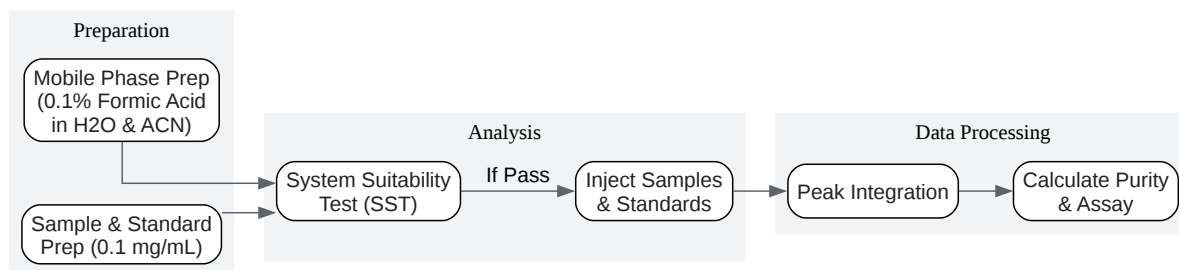 Preparation
Mobile Phase Prep
(0.1% Formic Acid
in H2O & ACN)
Sample & Standard
Prep (0.1 mg/mL)
Analysis
System Suitability
Test (SST)
If Pass
Inject Samples
& Standards
Data Processing
Peak Integration
Calculate Purity
& Assay